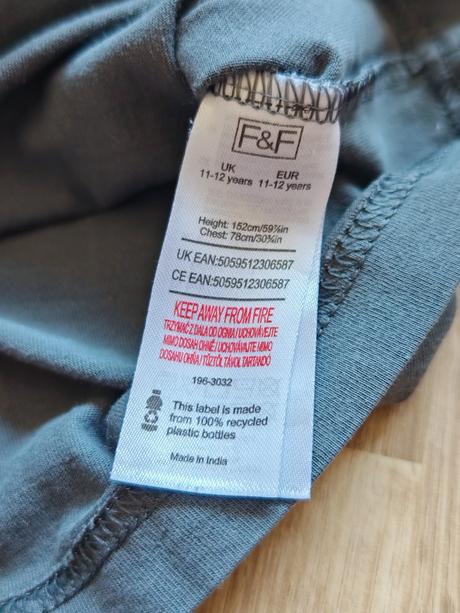 F&F
UK EUR
11-12 years 11-12 years
Height: 152cm/59⅞in
Chest: 78cm/30¾in
UK EAN:5059512306587
CE EAN:5059512306587
KEEP AWAY FROM FIRE
TRZYMAĆ Z DALA OD OGNIA/UCHOVÁVEJTE
MIMO DOSAH OHNĚ/UCHOVÁVAJTE MIMO
DOSAHU OHŇA/TŰZTŐL TÁVOL TARTANDÓ
196-3032
This label is made
from 100% recycled
plastic bottles
Made in India